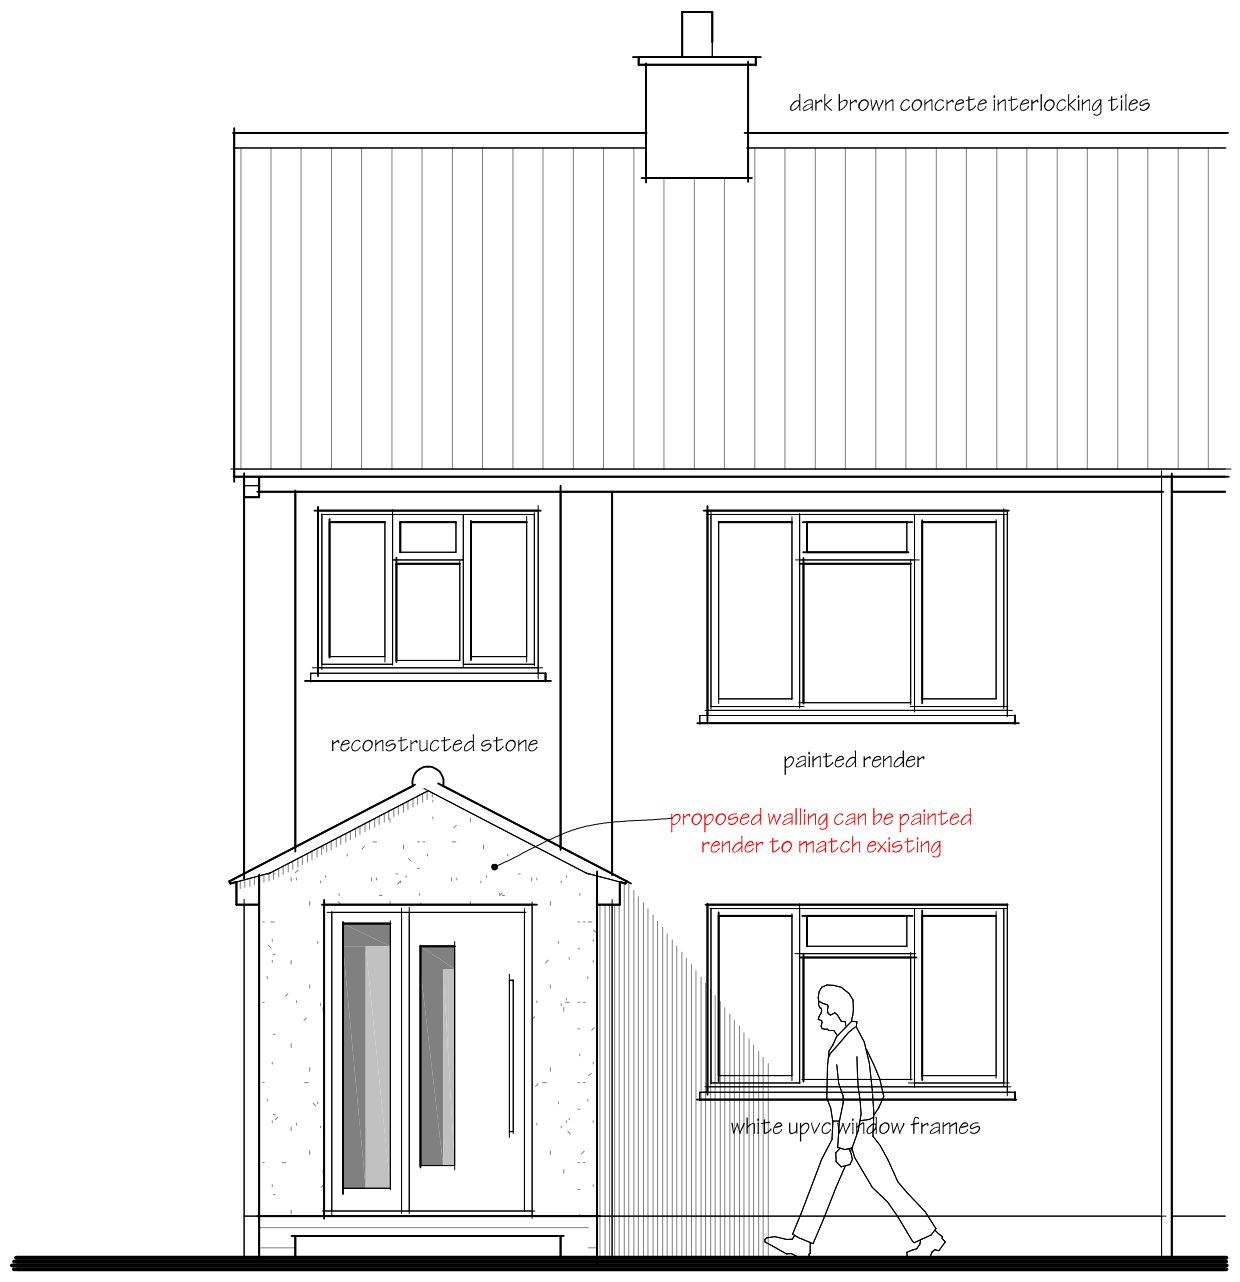 dark brown concrete interlocking tiles
reconstructed stone
painted render
proposed walling can be painted
render to match existing
white upvc window frames